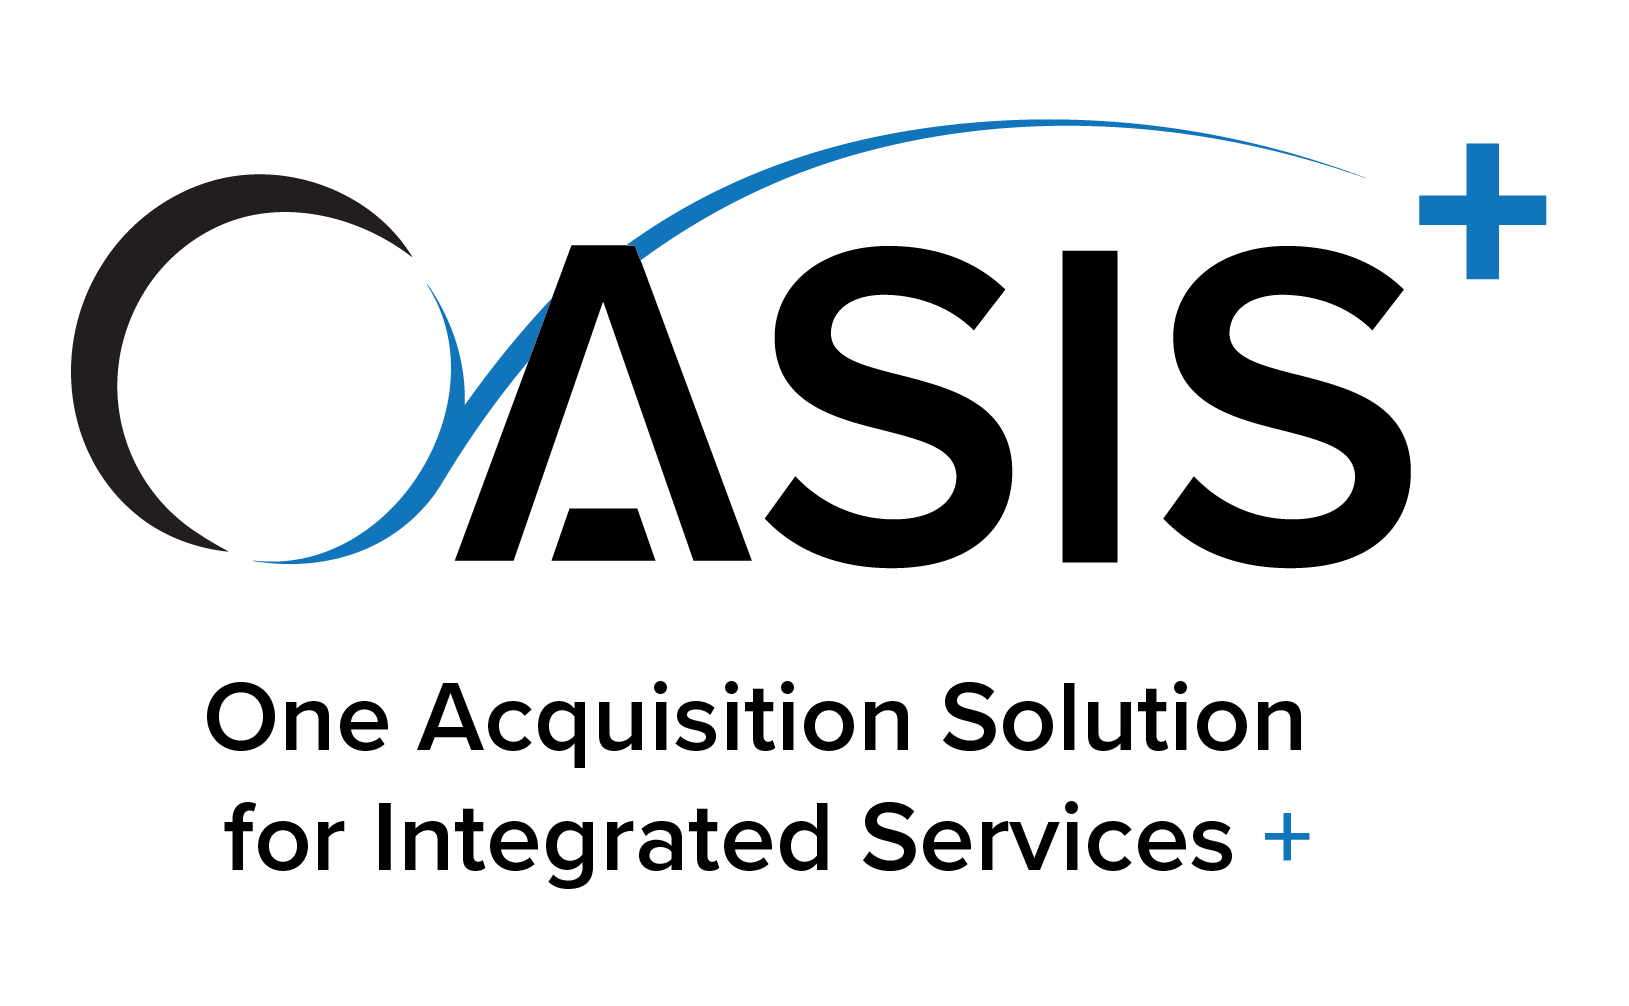 OASIS+
One Acquisition Solution
for Integrated Services +